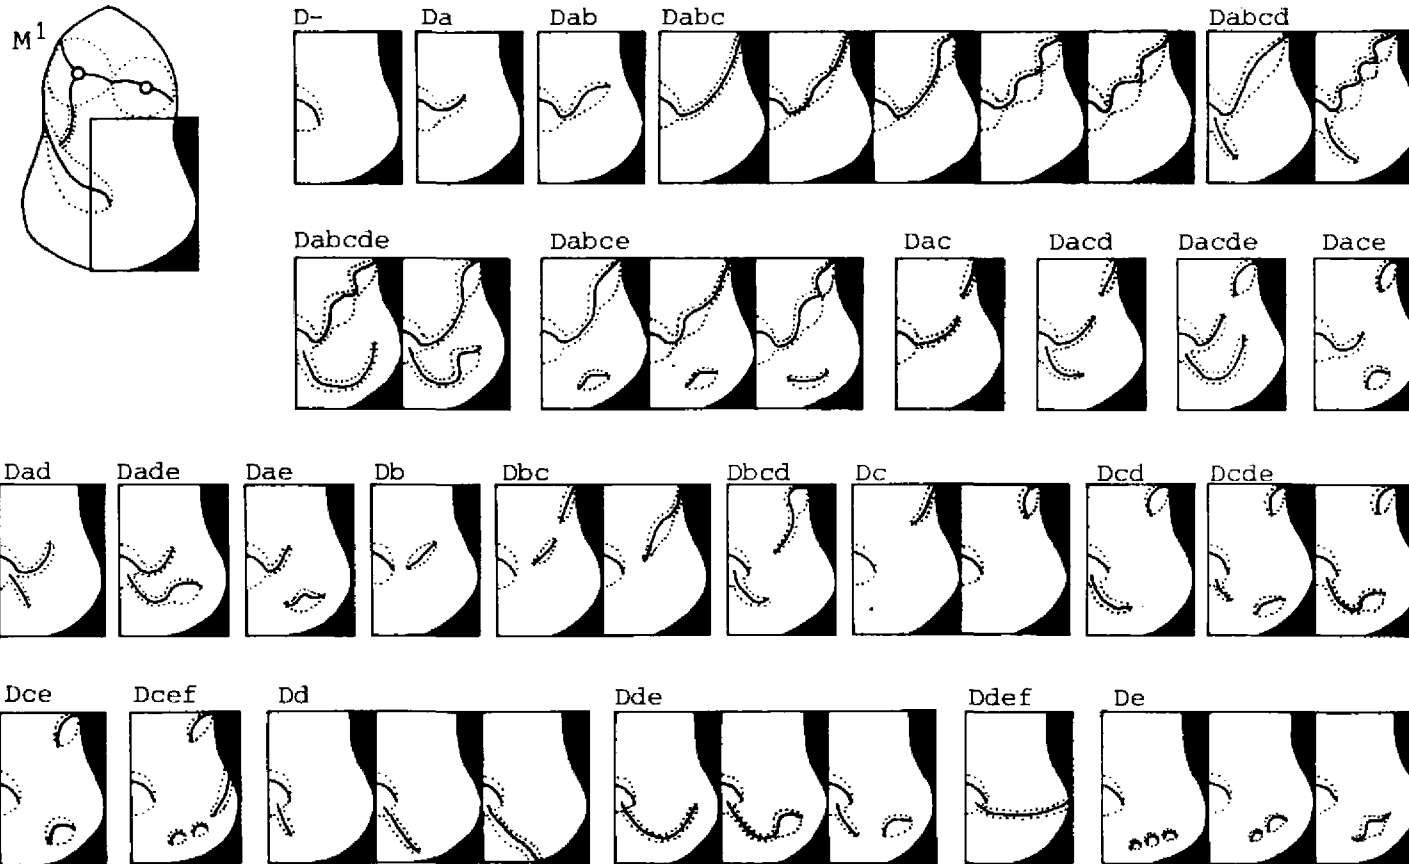 M1
D- Da Dab Dabc Dabcd
Dabcde Dabce Dac Dacd Dacde Dace
Dad Dade Dae Db Dbc Dbcd Dc Dcd Dcde
Dce Dcef Dd Dde Ddef De